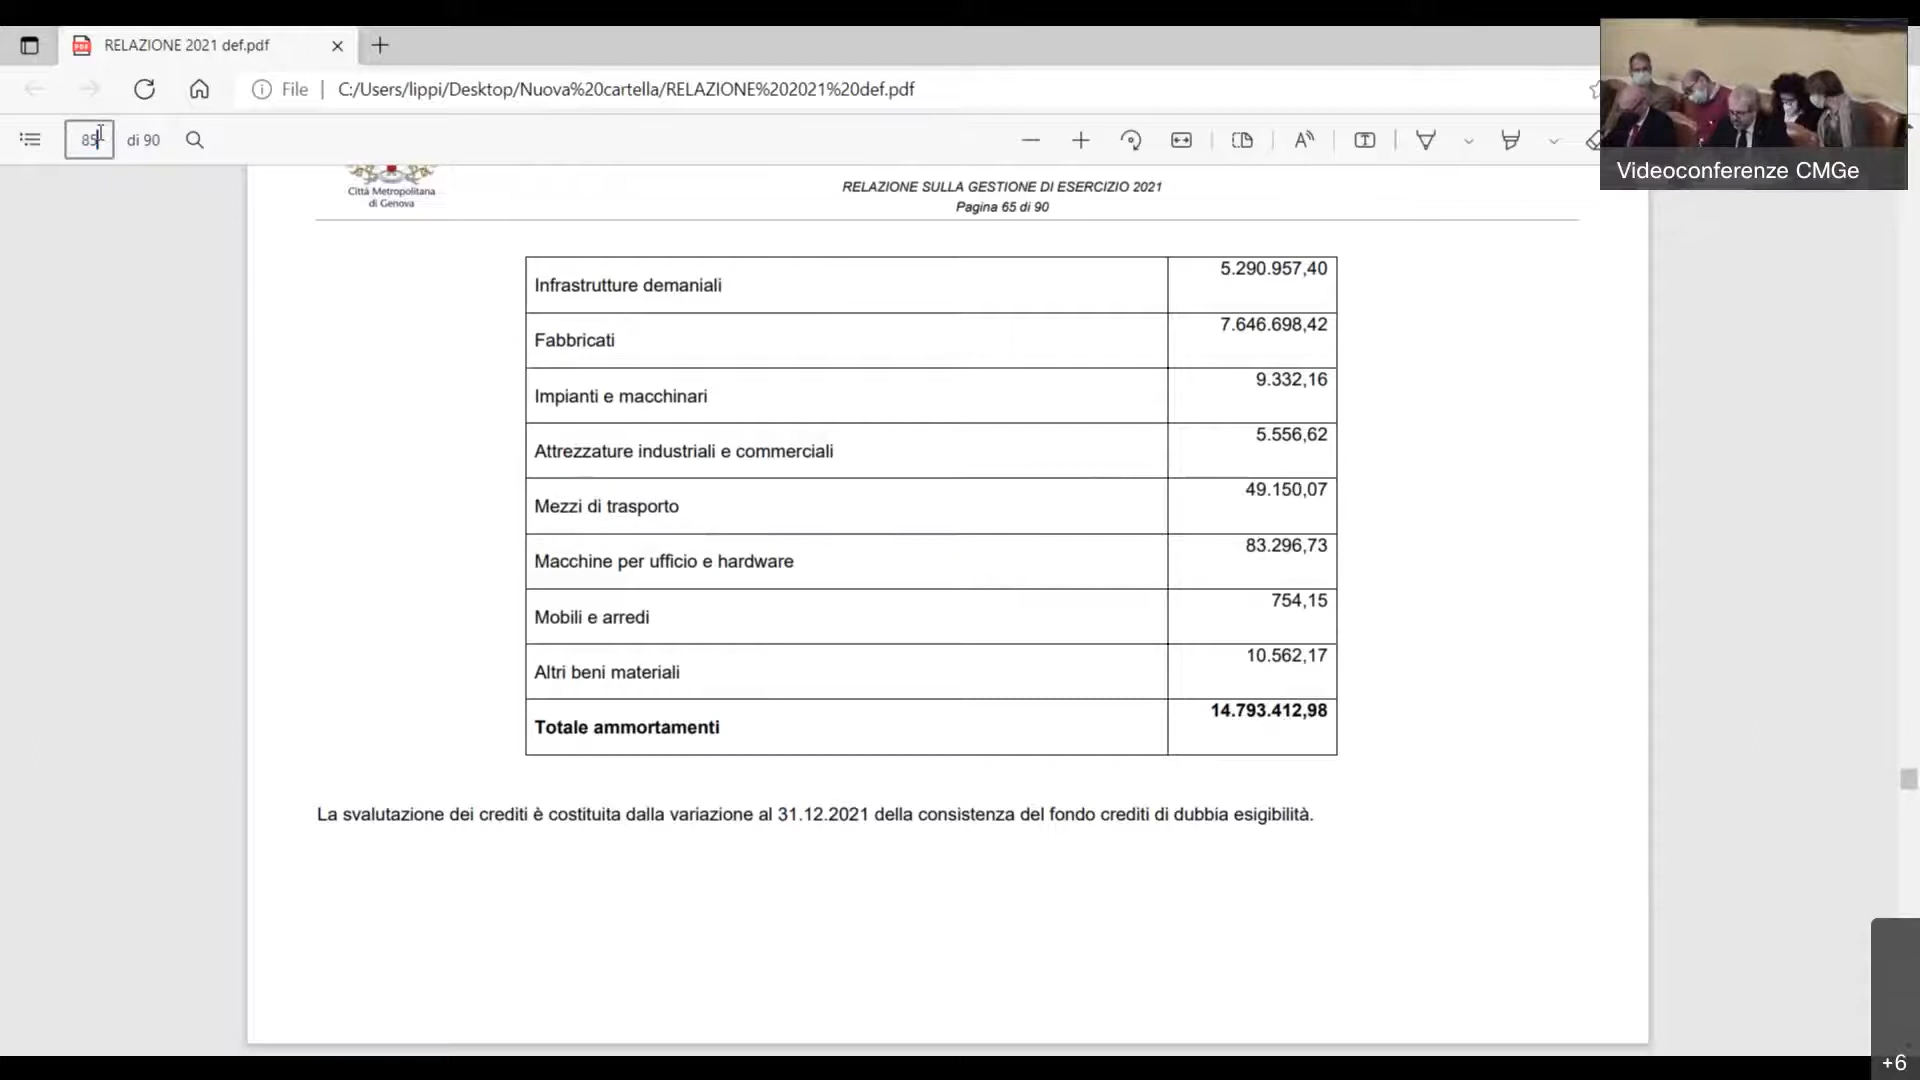 RELAZIONE 2021 def.pdf
File
C:/Users/lippi/Desktop/Nuova%20cartella/RELAZIONE%202021%20def.pdf
85 di 90
Videoconferenze CMGe
Città Metropolitana
di Genova
RELAZIONE SULLA GESTIONE DI ESERCIZIO 2021
Pagina 65 di 90
Infrastrutture demaniali 5.290.957,40
Fabbricati 7.646.698,42
Impianti e macchinari 9.332,16
Attrezzature industriali e commerciali 5.556,62
Mezzi di trasporto 49.150,07
Macchine per ufficio e hardware 83.296,73
Mobili e arredi 754,15
Altri beni materiali 10.562,17
Totale ammortamenti 14.793.412,98
La svalutazione dei crediti è costituita dalla variazione al 31.12.2021 della consistenza del fondo crediti di dubbia esigibilità.
+6